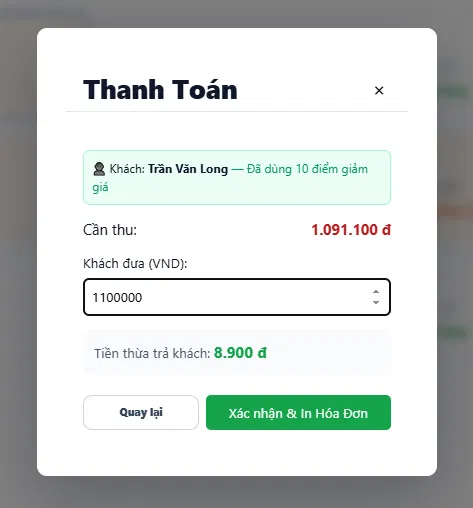 Thanh Toán ×
Khách: Trần Văn Long — Đã dùng 10 điểm giảm
giá
Cần thu: 1.091.100 đ
Khách đưa (VND):
1100000
Tiền thừa trả khách: 8.900 đ
Quay lại Xác nhận & In Hóa Đơn